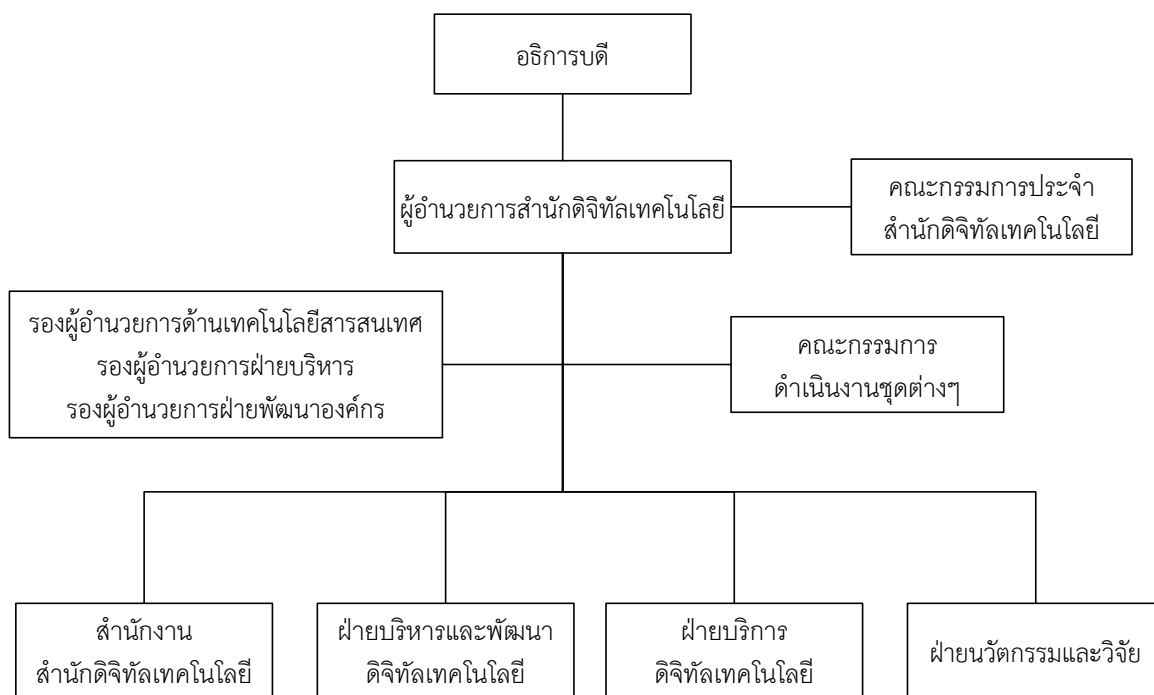 อธิการบดี
ผู้อำนวยการสำนักดิจิทัลเทคโนโลยี
คณะกรรมการประจำ
สำนักดิจิทัลเทคโนโลยี
รองผู้อำนวยการด้านเทคโนโลยีสารสนเทศ
รองผู้อำนวยการฝ่ายบริหาร
รองผู้อำนวยการฝ่ายพัฒนาองค์กร
คณะกรรมการ
ดำเนินงานชุดต่างๆ
สำนักงาน
สำนักดิจิทัลเทคโนโลยี
ฝ่ายบริหารและพัฒนา
ดิจิทัลเทคโนโลยี
ฝ่ายบริการ
ดิจิทัลเทคโนโลยี
ฝ่ายนวัตกรรมและวิจัย